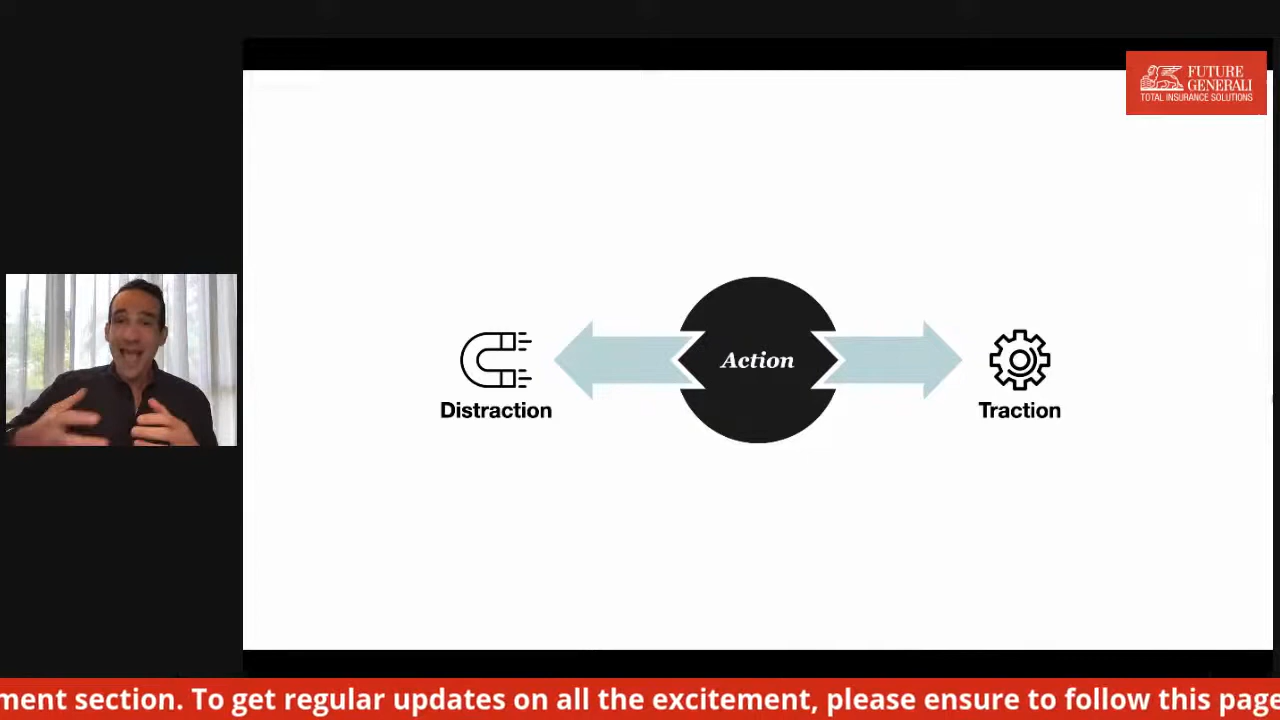 FUTURE
GENERALI
TOTAL INSURANCE SOLUTIONS
Action
Distraction
Traction
ment section. To get regular updates on all the excitement, please ensure to follow this page